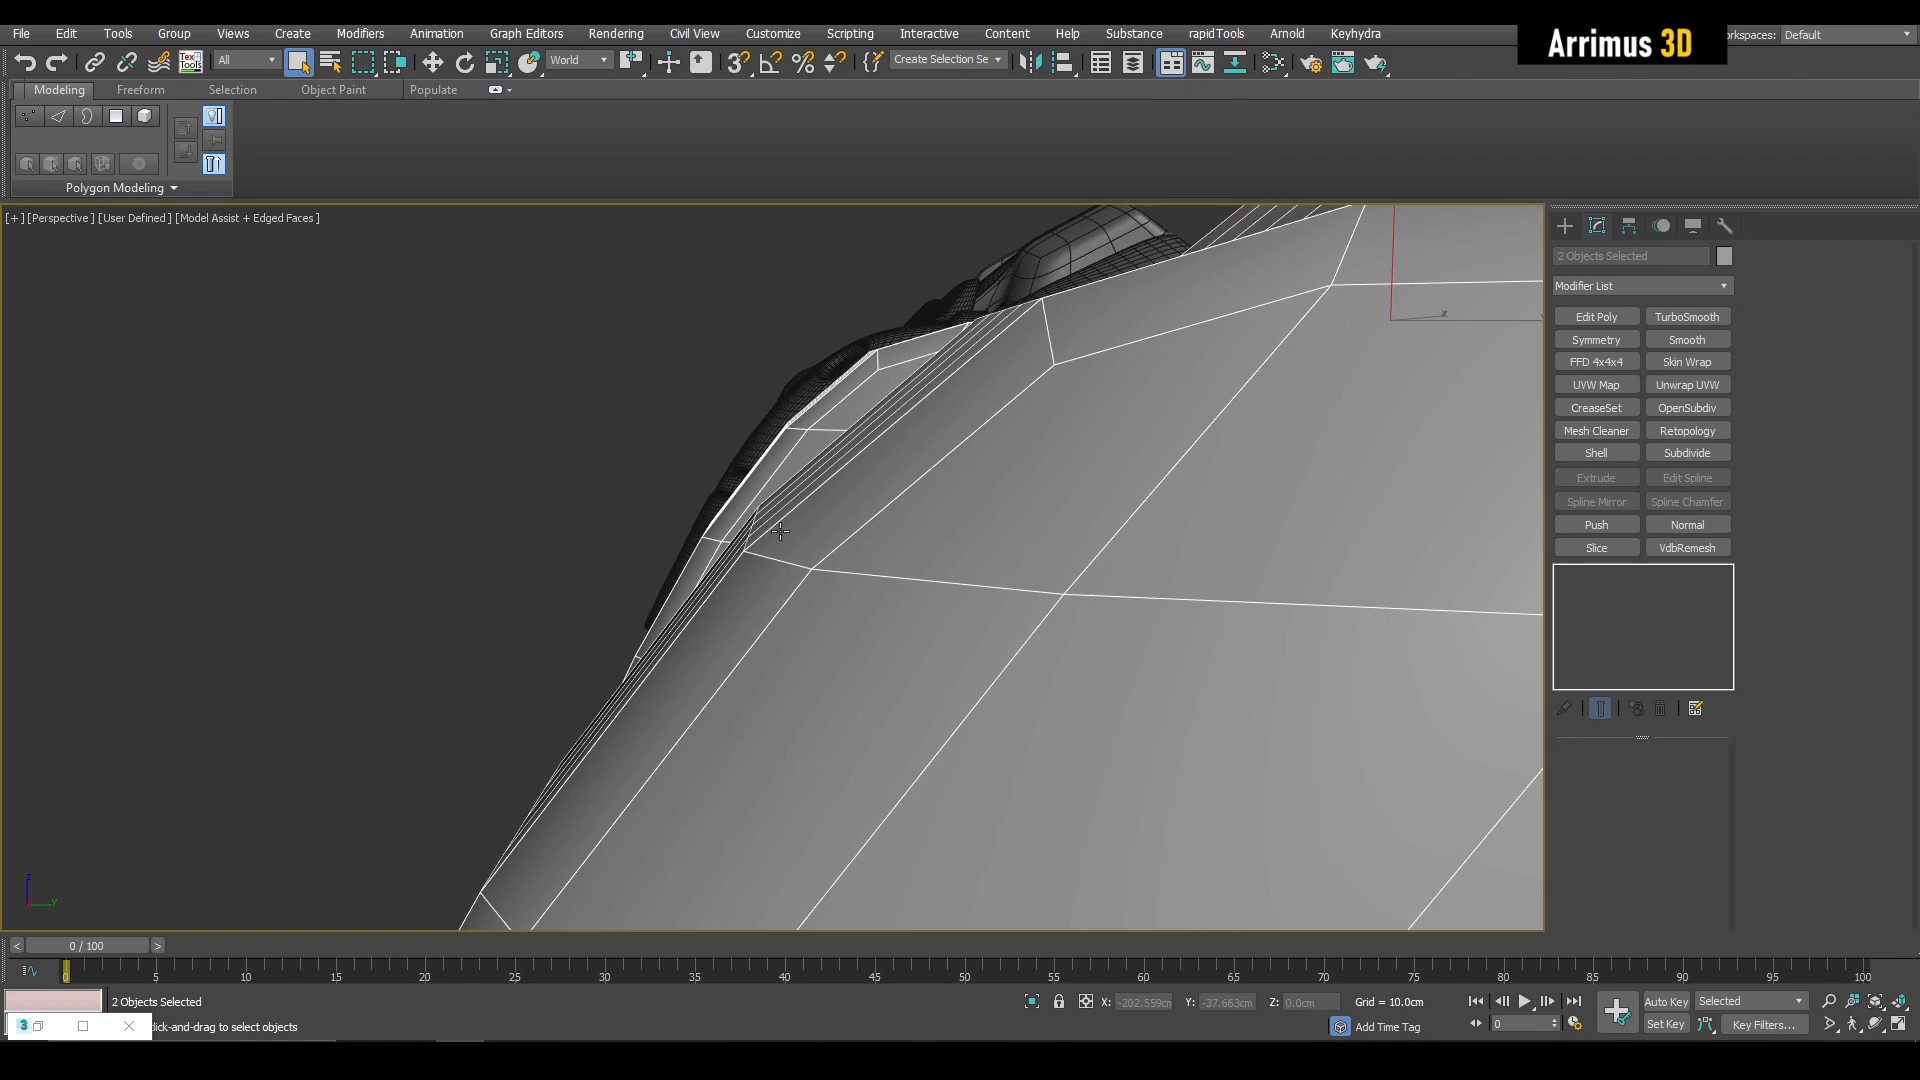 File Edit Tools Group Views Create Modifiers Animation Graph Editors Rendering Civil View Customize Scripting Interactive Content Help Substance rapidTools Arnold Keyhydra
Arrimus 3D
orkspaces: Default
Tex Tools All World Create Selection Se
Modeling Freeform Selection Object Paint Populate
Polygon Modeling
[+] [Perspective] [User Defined] [Model Assist + Edged Faces]
2 Objects Selected
Modifier List
Edit Poly TurboSmooth
Symmetry Smooth
FFD 4x4x4 Skin Wrap
UVW Map Unwrap UVW
CreaseSet OpenSubdiv
Mesh Cleaner Retopology
Shell Subdivide
Extrude Edit Spline
Spline Mirror Spline Chamfer
Push Normal
Slice VdbRemesh
x
z
y
< 0 / 100 >
0 5 10 15 20 25 30 35 40 45 50 55 60 65 70 75 80 85 90 95 100
2 Objects Selected X: -202.559cm Y: -37.663cm Z: 0.0cm Grid = 10.0cm Auto Key Selected
3 click-and-drag to select objects Add Time Tag 0 Set Key Key Filters...